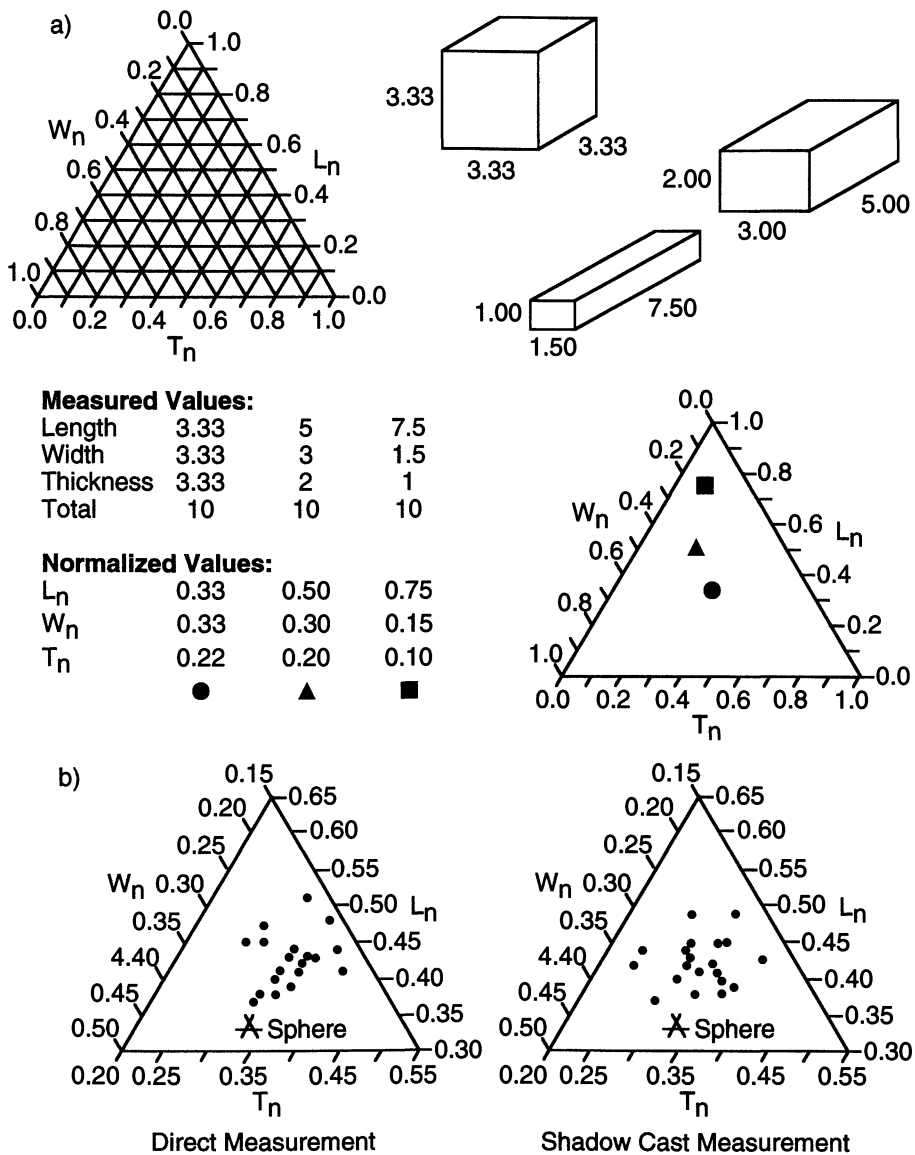 a)
0.0
1.0
0.2
0.8
0.4
0.6
Wn
Ln
0.6
0.4
0.8
0.2
1.0
0.0
0.0 0.2 0.4 0.6 0.8 1.0
Tn
3.33
3.33
3.33
2.00
3.00
5.00
1.00
1.50
7.50
Measured Values:
Length 3.33 5 7.5
Width 3.33 3 1.5
Thickness 3.33 2 1
Total 10 10 10
Normalized Values:
Ln 0.33 0.50 0.75
Wn 0.33 0.30 0.15
Tn 0.22 0.20 0.10
0.0
1.0
0.2
0.8
0.4
Wn
0.6
Ln
0.6
0.4
0.8
0.2
1.0
0.0
0.0 0.2 0.4 0.6 0.8 1.0
Tn
b)
0.15
0.65
0.20
0.60
0.25
0.55
Wn
0.30
0.50
Ln
0.35
0.45
4.40
0.40
0.45
0.35
0.50
0.30
Sphere
0.20 0.25 0.35 0.45 0.55
Tn
Direct Measurement
0.15
0.65
0.20
0.60
0.25
0.55
Wn
0.30
0.50
Ln
0.35
0.45
4.40
0.40
0.45
0.35
0.50
0.30
Sphere
0.20 0.25 0.35 0.45 0.55
Tn
Shadow Cast Measurement